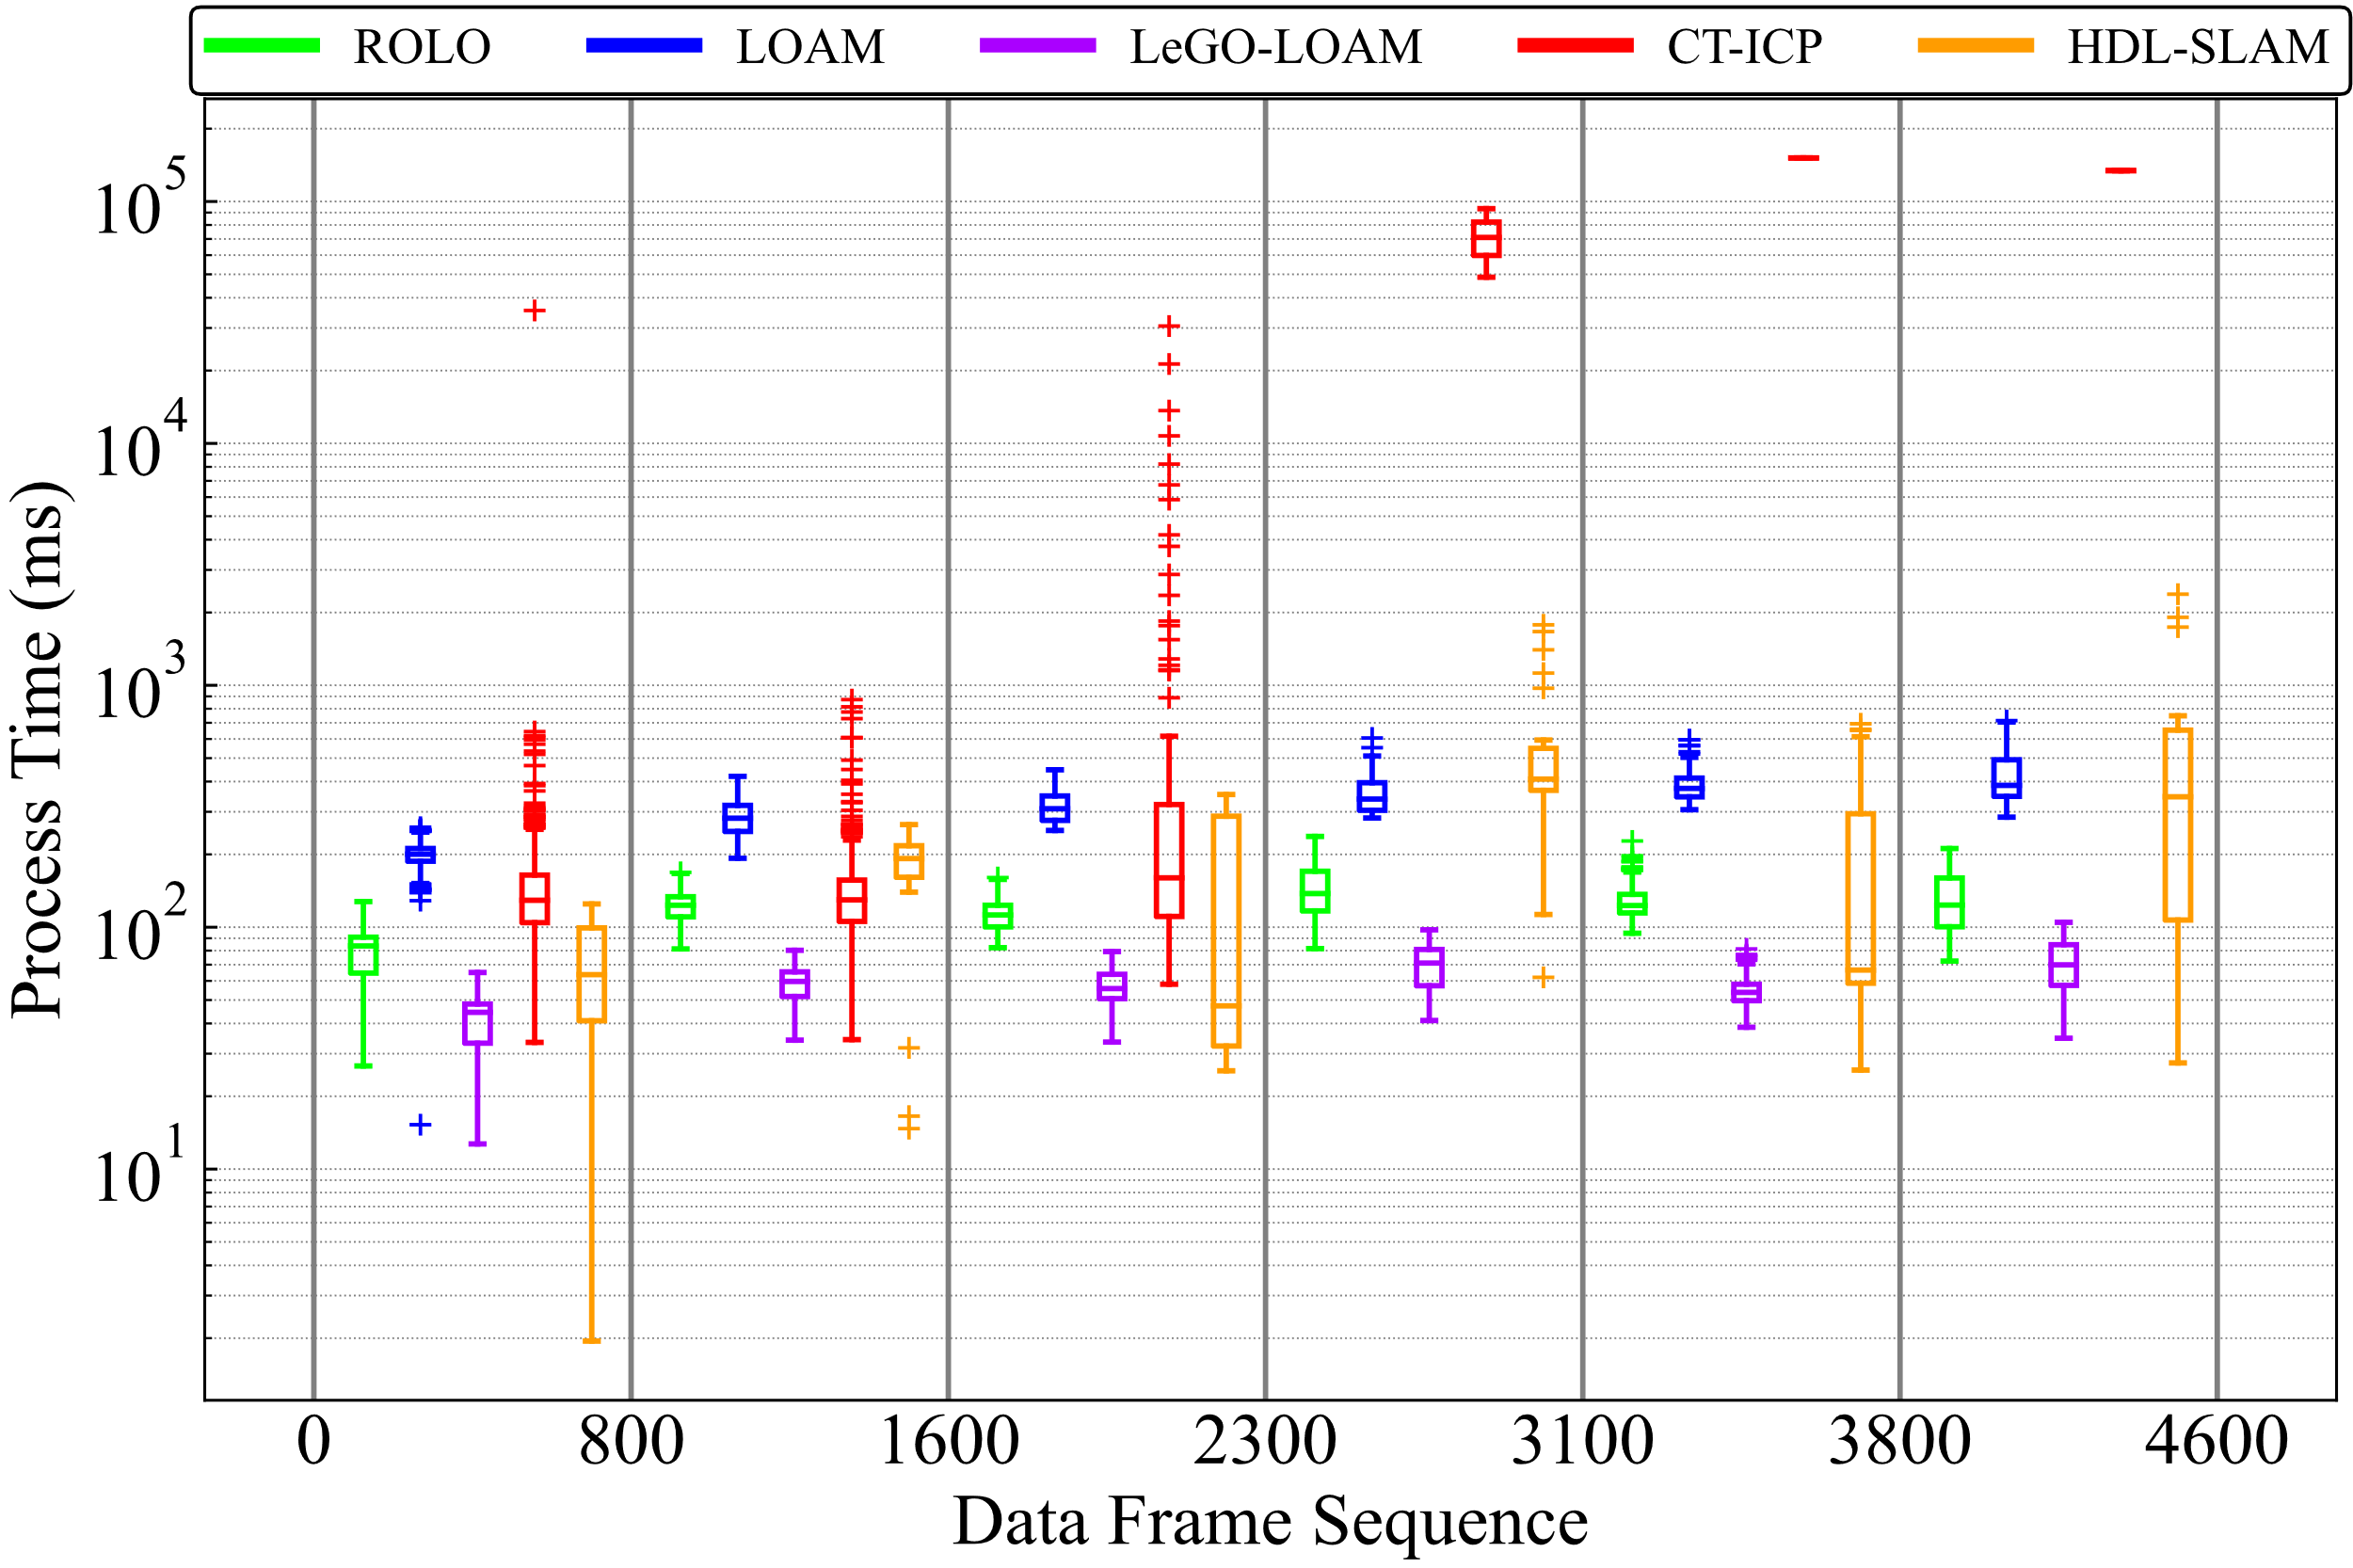 ROLO LOAM LeGO-LOAM CT-ICP HDL-SLAM
Process Time (ms)
10^5
10^4
10^3
10^2
10^1
0 800 1600 2300 3100 3800 4600
Data Frame Sequence